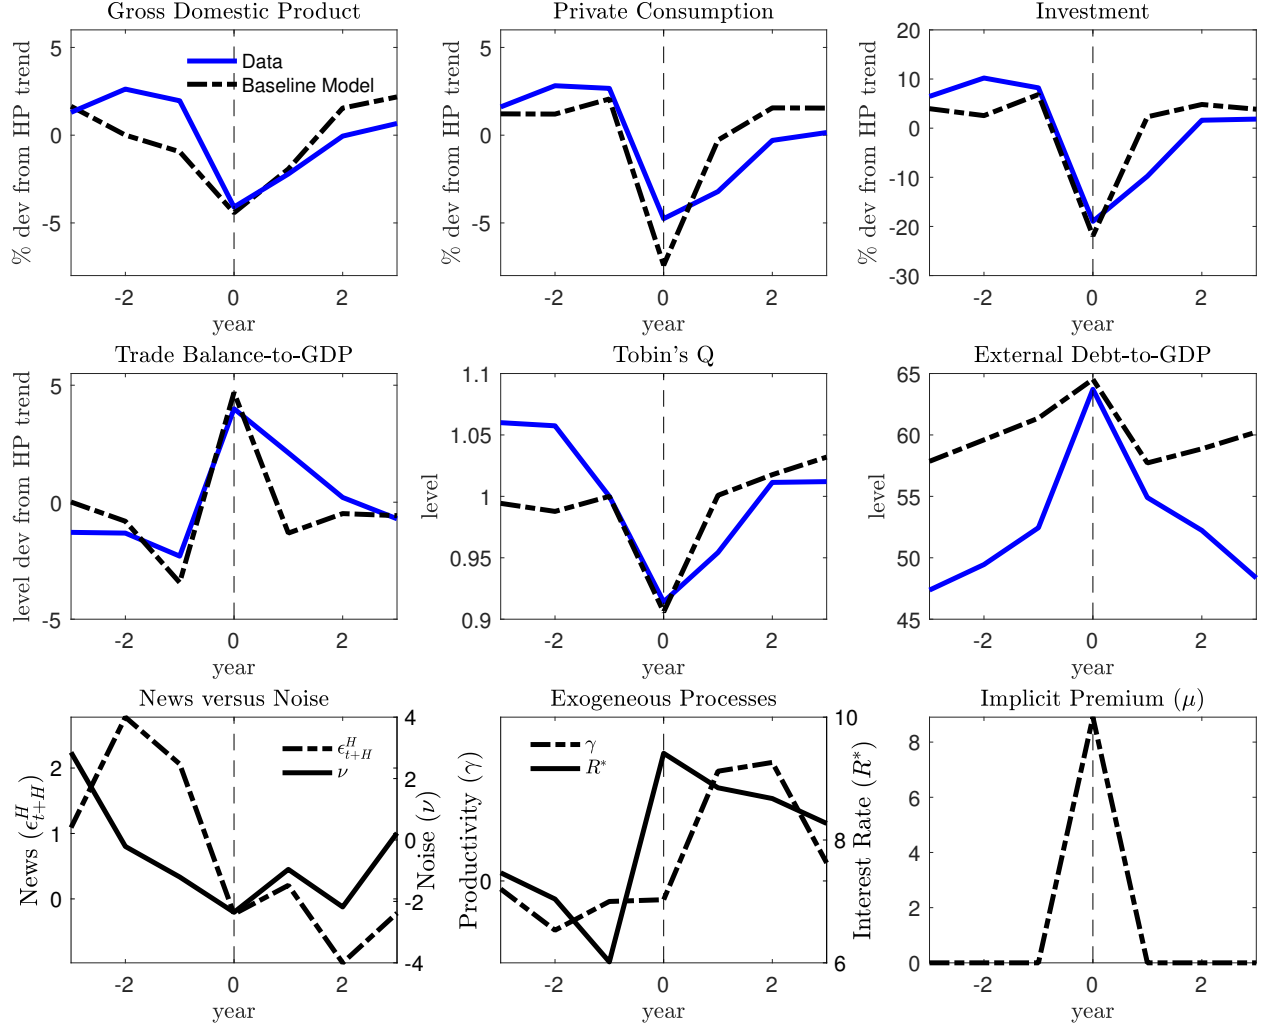 Gross Domestic Product
% dev from HP trend
5
0
-5
Data
Baseline Model
-2
0
2
year
Private Consumption
% dev from HP trend
5
0
-5
-2
0
2
year
Investment
% dev from HP trend
20
10
0
-10
-20
-30
-2
0
2
year
Trade Balance-to-GDP
level dev from HP trend
5
0
-5
-2
0
2
year
Tobin's Q
level
1.1
1.05
1
0.95
0.9
-2
0
2
year
External Debt-to-GDP
level
65
60
55
50
45
-2
0
2
year
News versus Noise
News (ϵ^H_{t+H})
2
1
0
ϵ^H_{t+H}
ν
4
2
0
-2
-4
Noise (ν)
-2
0
2
year
Exogeneous Processes
Productivity (γ)
0
γ
R*
10
8
6
Interest Rate (R*)
-2
0
2
year
Implicit Premium (μ)
8
6
4
2
0
-2
0
2
year